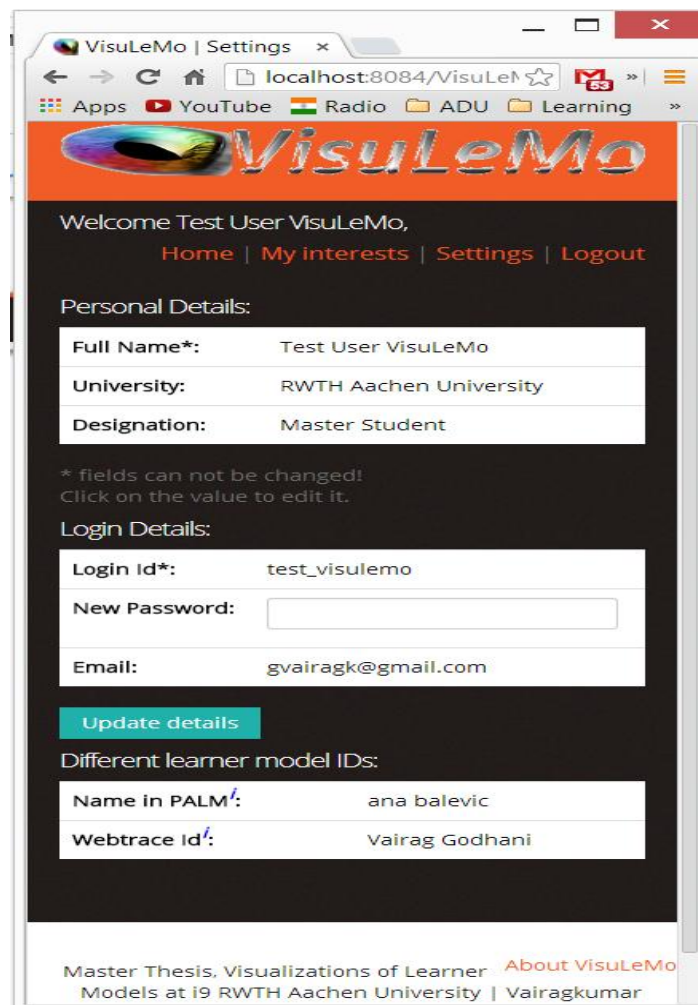 VisuLeMo | Settings ×
localhost:8084/VisuLeM 53 »
Apps YouTube Radio ADU Learning »
VisuLeMo
Welcome Test User VisuLeMo,
Home | My interests | Settings | Logout
Personal Details:
Full Name*: Test User VisuLeMo
University: RWTH Aachen University
Designation: Master Student
* fields can not be changed!
Click on the value to edit it.
Login Details:
Login Id*: test_visulemo
New Password:
Email: gvairagk@gmail.com
Update details
Different learner model IDs:
Name in PALMi: ana balevic
Webtrace Idi: Vairag Godhani
Master Thesis, Visualizations of Learner About VisuLeMo
Models at i9 RWTH Aachen University | Vairagkumar